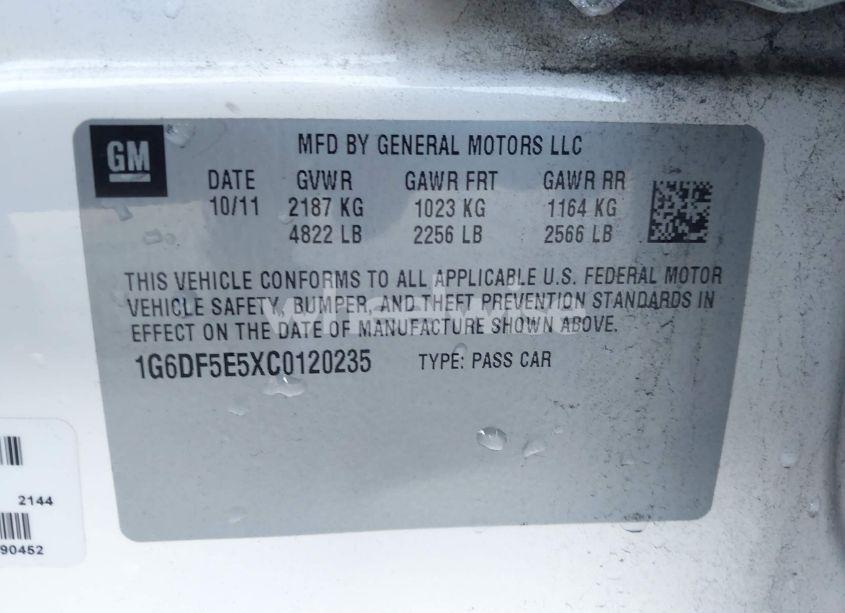 GM
MFD BY GENERAL MOTORS LLC
DATE GVWR GAWR FRT GAWR RR
10/11 2187 KG 1023 KG 1164 KG
4822 LB 2256 LB 2566 LB
THIS VEHICLE CONFORMS TO ALL APPLICABLE U.S. FEDERAL MOTOR
VEHICLE SAFETY, BUMPER, AND THEFT PREVENTION STANDARDS IN
EFFECT ON THE DATE OF MANUFACTURE SHOWN ABOVE.
1G6DF5E5XC0120235 TYPE: PASS CAR
2144
90452